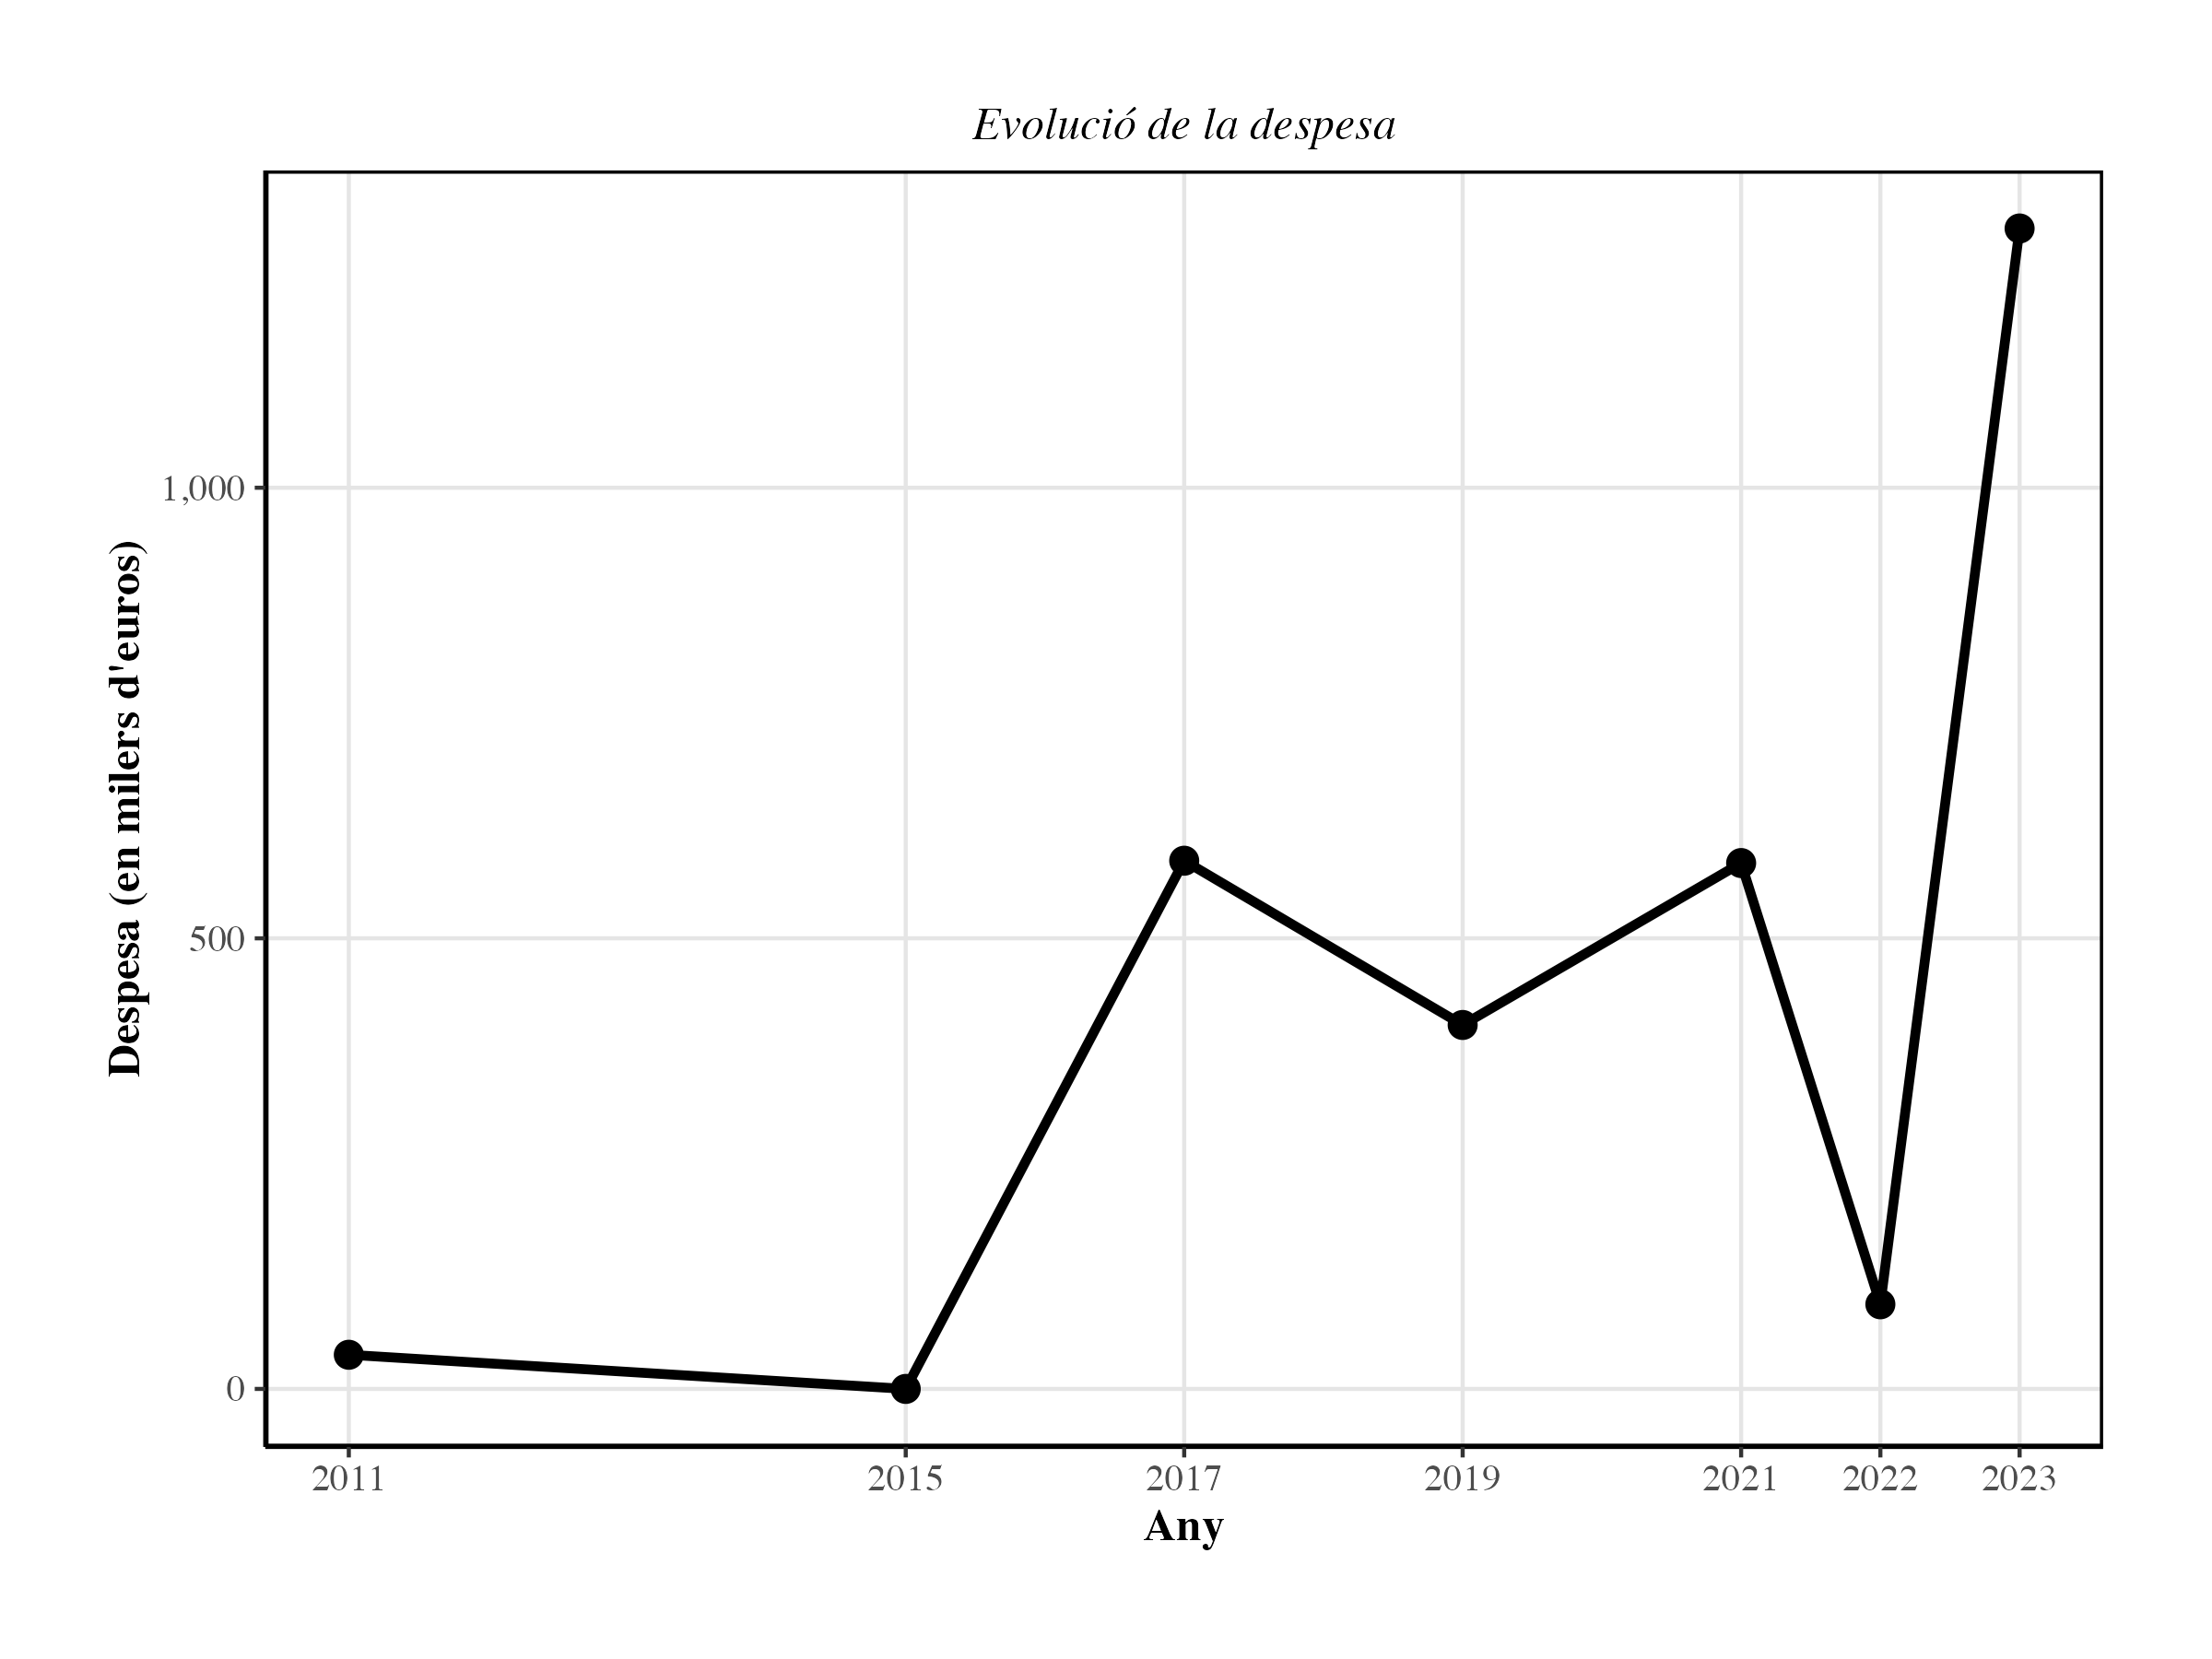 Evolució de la despesa
Despesa (en milers d'euros)
1,000
500
0
2011 2015 2017 2019 2021 2022 2023
Any